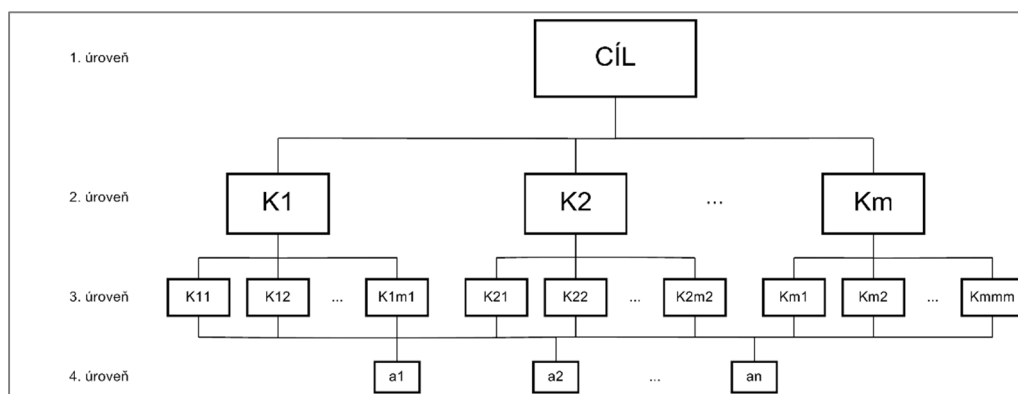 1. úroveň CÍL
2. úroveň K1 K2 ... Km
3. úroveň K11 K12 ... K1m1 K21 K22 ... K2m2 Km1 Km2 ... Kmmm
4. úroveň a1 a2 ... an